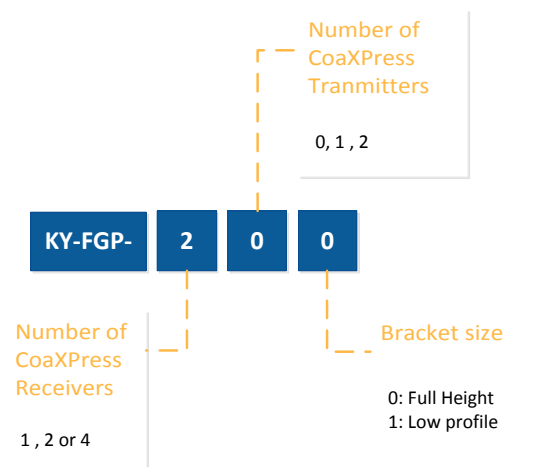 Number of
CoaXPress
Tranmitters
0, 1 , 2
KY-FGP- 2 0 0
Number of
CoaXPress
Receivers
1 , 2 or 4
Bracket size
0: Full Height
1: Low profile